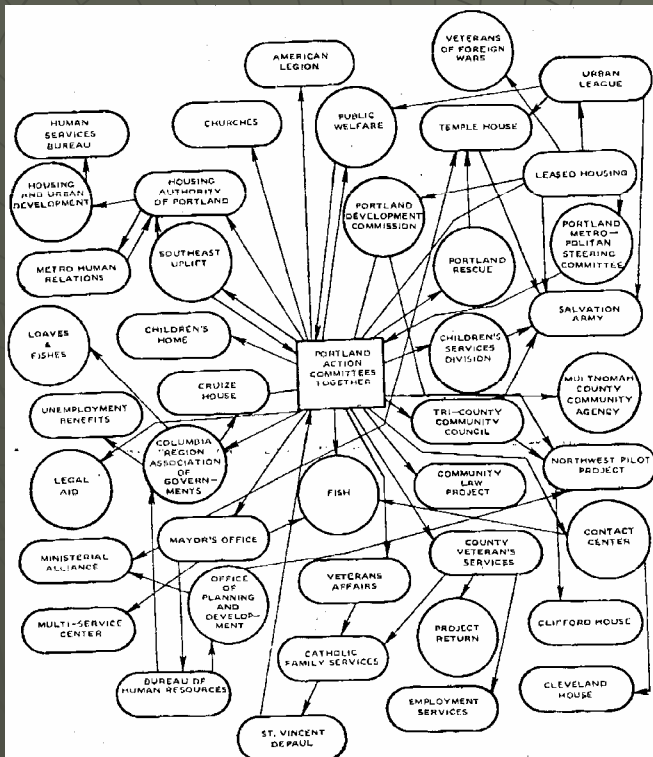 AMERICAN
LEGION
VETERANS
OF FOREIGN
WARS
URBAN
LEAGUE
HUMAN
SERVICES
BUREAU
CHURCHES
PUBLIC
WELFARE
TEMPLE HOUSE
HOUSING
AND URBAN
DEVELOPMENT
HOUSING
AUTHORITY
OF PORTLAND
LEASED HOUSING
PORTLAND
DEVELOPMENT
COMMISSION
PORTLAND
METRO-
POLITAN
STEERING
COMMITTEE
METRO HUMAN
RELATIONS
SOUTHEAST
UPLIFT
PORTLAND
RESCUE
SALVATION
ARMY
LOAVES
&
FISHES
CHILDREN'S
HOME
PORTLAND
ACTION
COMMITTEES
TOGETHER
CHILDREN'S
SERVICES
DIVISION
CRUIZE
HOUSE
MULTNOMAH
COUNTY
COMMUNITY
AGENCY
UNEMPLOYMENT
BENEFITS
TRI-COUNTY
COMMUNITY
COUNCIL
COLUMBIA
REGION
ASSOCIATION
OF GOVERN-
MENTS
NORTHWEST PILOT
PROJECT
LEGAL
AID
FISH
COMMUNITY
LAW
PROJECT
MAYOR'S OFFICE
COUNTY
VETERAN'S
SERVICES
CONTACT
CENTER
MINISTERIAL
ALLIANCE
OFFICE
OF
PLANNING
AND
DEVELOP-
MENT
VETERANS
AFFAIRS
MULTI-SERVICE
CENTER
PROJECT
RETURN
CLIFFORD HOUSE
CATHOLIC
FAMILY SERVICES
BUREAU OF
HUMAN RESOURCES
CLEVELAND
HOUSE
EMPLOYMENT
SERVICES
ST. VINCENT
DEPAUL